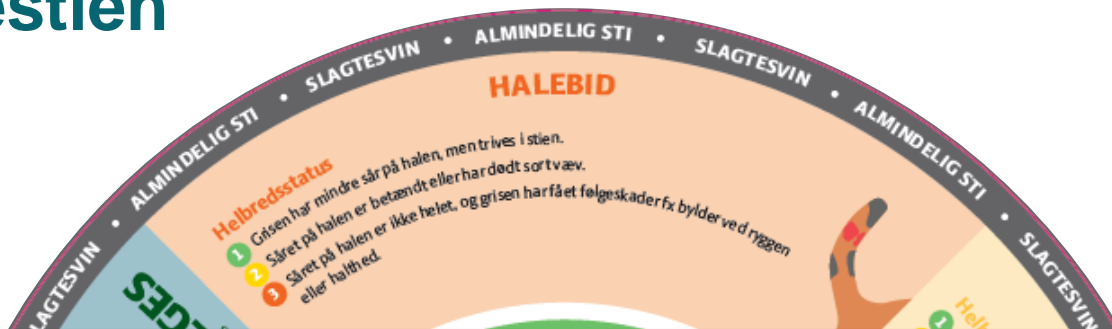 SLAGTESVIN • ALMINDELIG STI • SLAGTESVIN • ALMINDELIG STI • SLAGTESVIN • ALMINDELIG STI • SLAGTESVIN
HALEBID
Helbredsstatus
1 Grisen har mindre sår på halen, men trives i stien.
2 Såret på halen er betændt eller har dødt sort væv.
3 Såret på halen er ikke helet, og grisen har fået følgeskader fx bylder ved ryggen
eller halthed.
1